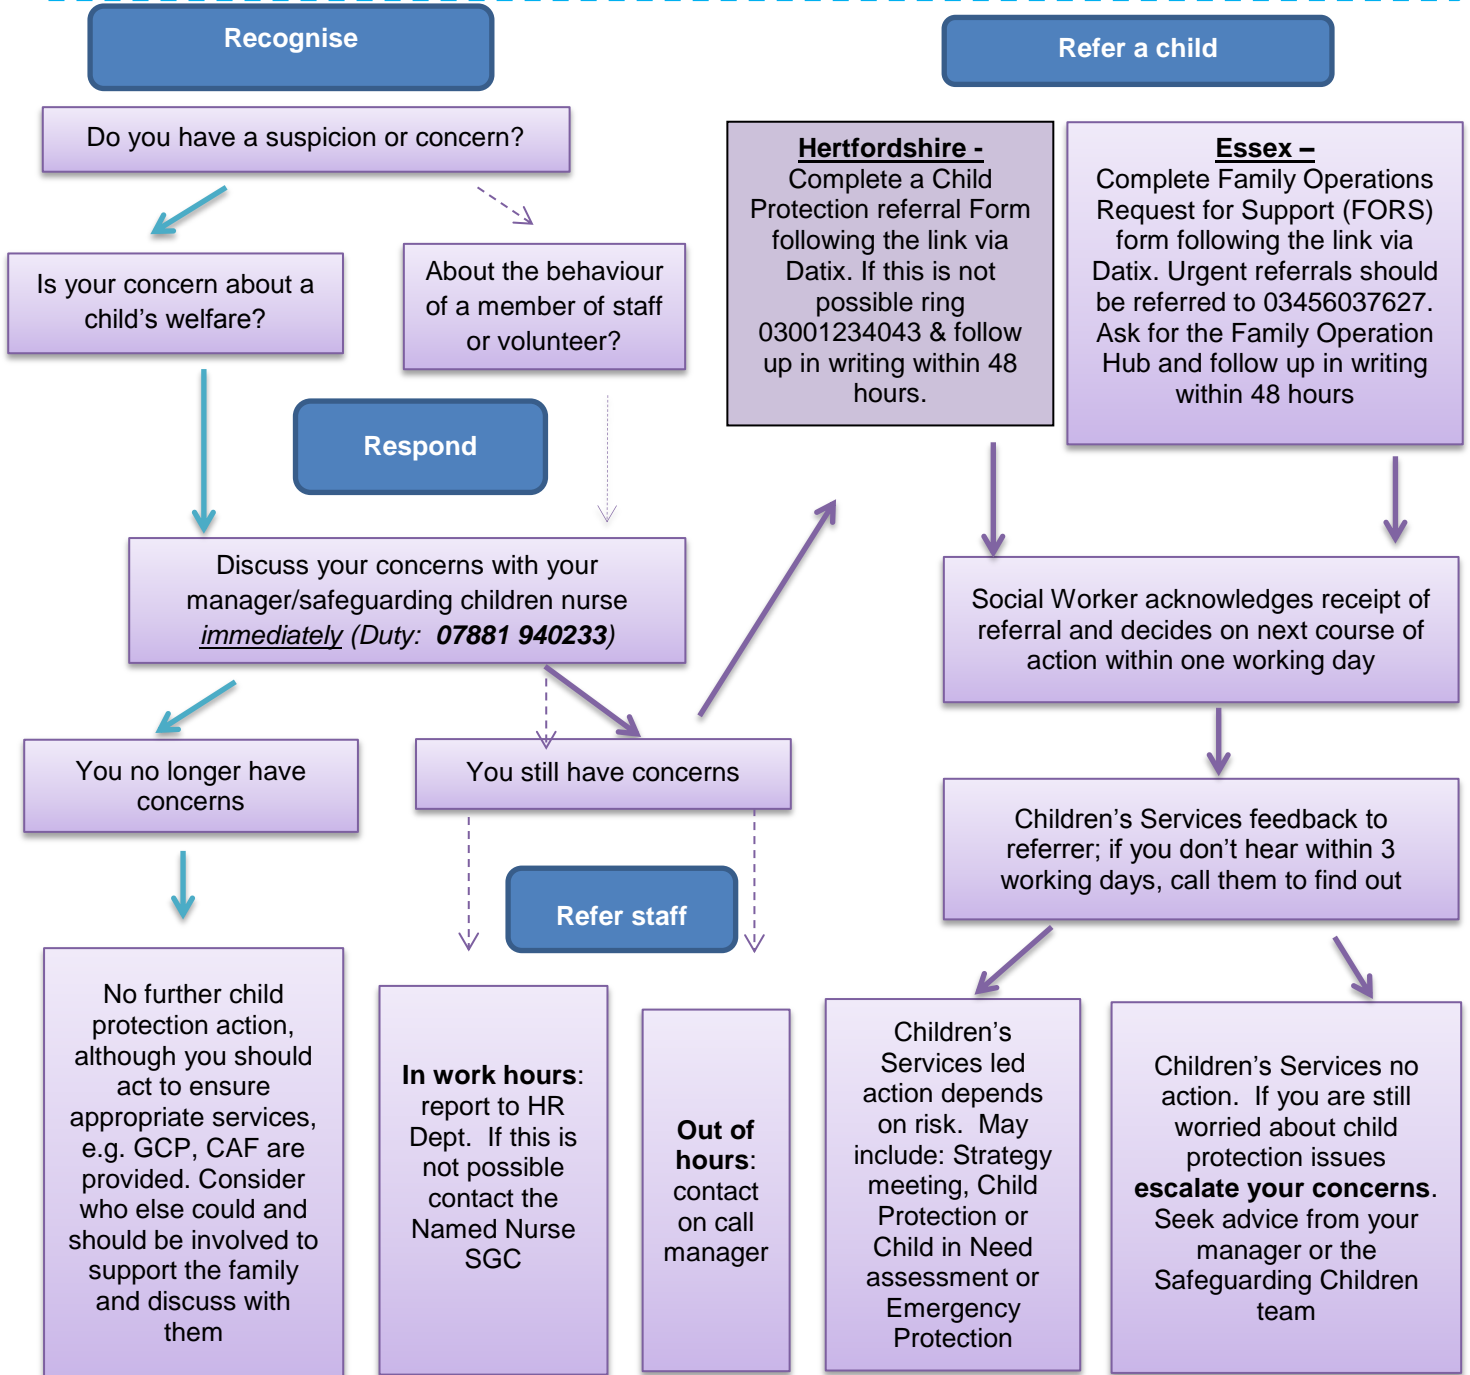 Recognise
Refer a child
Do you have a suspicion or concern?
Is your concern about a
child’s welfare?
About the behaviour
of a member of staff
or volunteer?
Hertfordshire -
Complete a Child
Protection referral Form
following the link via
Datix. If this is not
possible ring
03001234043 & follow
up in writing within 48
hours.
Essex –
Complete Family Operations
Request for Support (FORS)
form following the link via
Datix. Urgent referrals should
be referred to 03456037627.
Ask for the Family Operation
Hub and follow up in writing
within 48 hours
Respond
Discuss your concerns with your
manager/safeguarding children nurse
immediately (Duty: 07881 940233)
Social Worker acknowledges receipt of
referral and decides on next course of
action within one working day
You no longer have
concerns
You still have concerns
Children’s Services feedback to
referrer; if you don’t hear within 3
working days, call them to find out
Refer staff
No further child
protection action,
although you should
act to ensure
appropriate services,
e.g. GCP, CAF are
provided. Consider
who else could and
should be involved to
support the family
and discuss with
them
In work hours:
report to HR
Dept. If this is
not possible
contact the
Named Nurse
SGC
Out of
hours:
contact
on call
manager
Children’s
Services led
action depends
on risk. May
include: Strategy
meeting, Child
Protection or
Child in Need
assessment or
Emergency
Protection
Children’s Services no
action. If you are still
worried about child
protection issues
escalate your concerns.
Seek advice from your
manager or the
Safeguarding Children
team